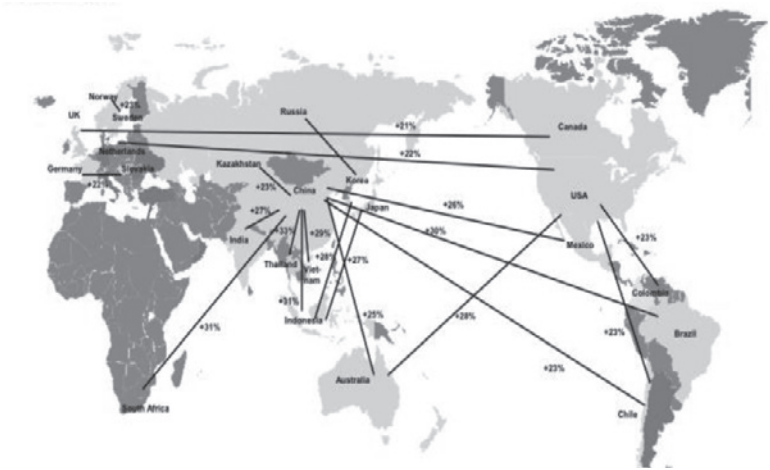 Norway
+23%
UK
Sweden
Russia
+21%
Canada
Netherlands
+22%
Germany
Slovakia
+23%
Kazakhstan
Korea
+23%
China
USA
Japan
+26%
+27%
+33%
+29%
+30%
Mexico
+23%
India
+28%
+27%
Thailand
Viet-
nam
Colombia
+31%
+25%
+28%
Indonesia
+31%
+23%
Brazil
+23%
Australia
South Africa
Chile